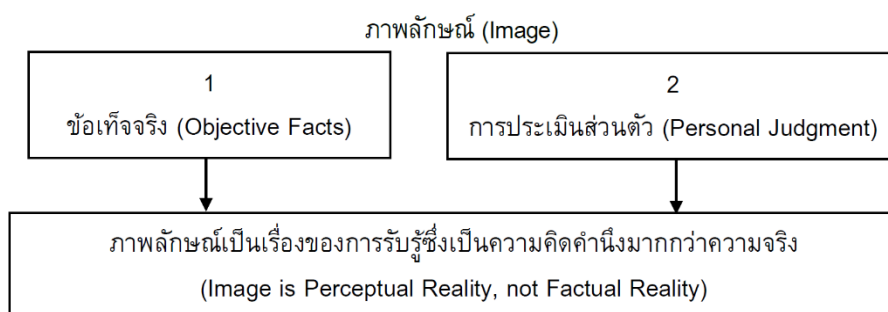 ภาพลักษณ์ (Image)
1
ข้อเท็จจริง (Objective Facts)
2
การประเมินส่วนตัว (Personal Judgment)
ภาพลักษณ์เป็นเรื่องของการรับรู้ซึ่งเป็นความคิดคำนึงมากกว่าความจริง
(Image is Perceptual Reality, not Factual Reality)